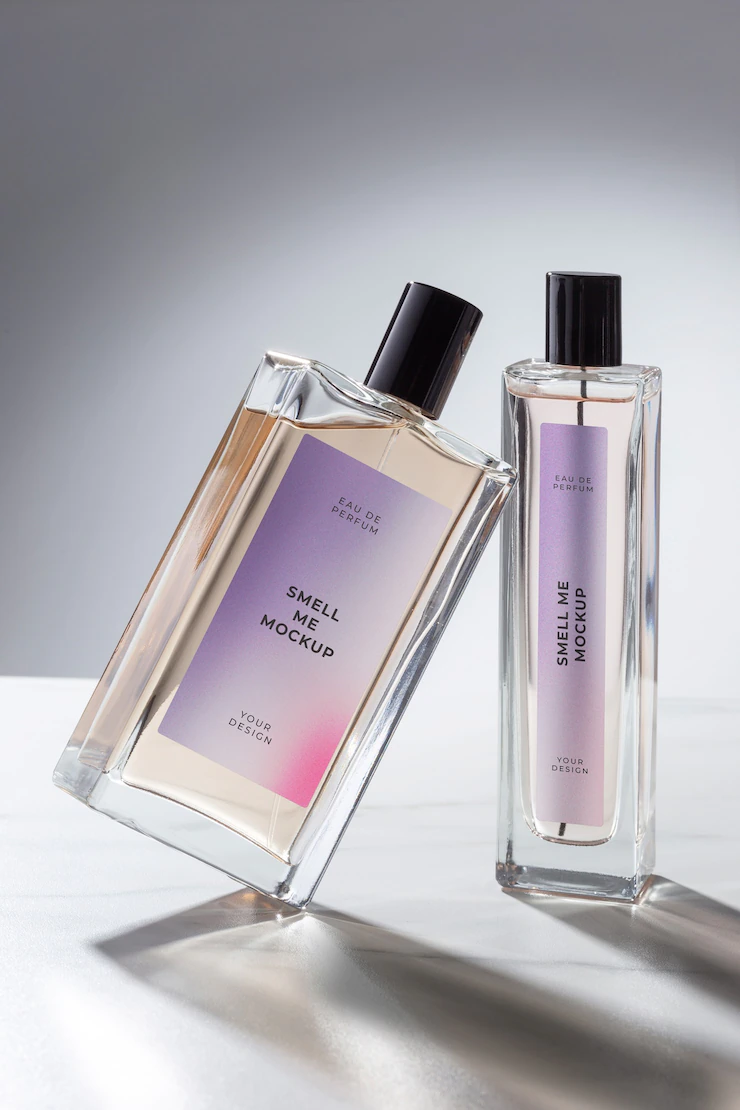 EAU DE
PERFUM
SMELL
ME
MOCKUP
YOUR
DESIGN
EAU DE
PERFUM
SMELL ME
MOCKUP
YOUR
DESIGN